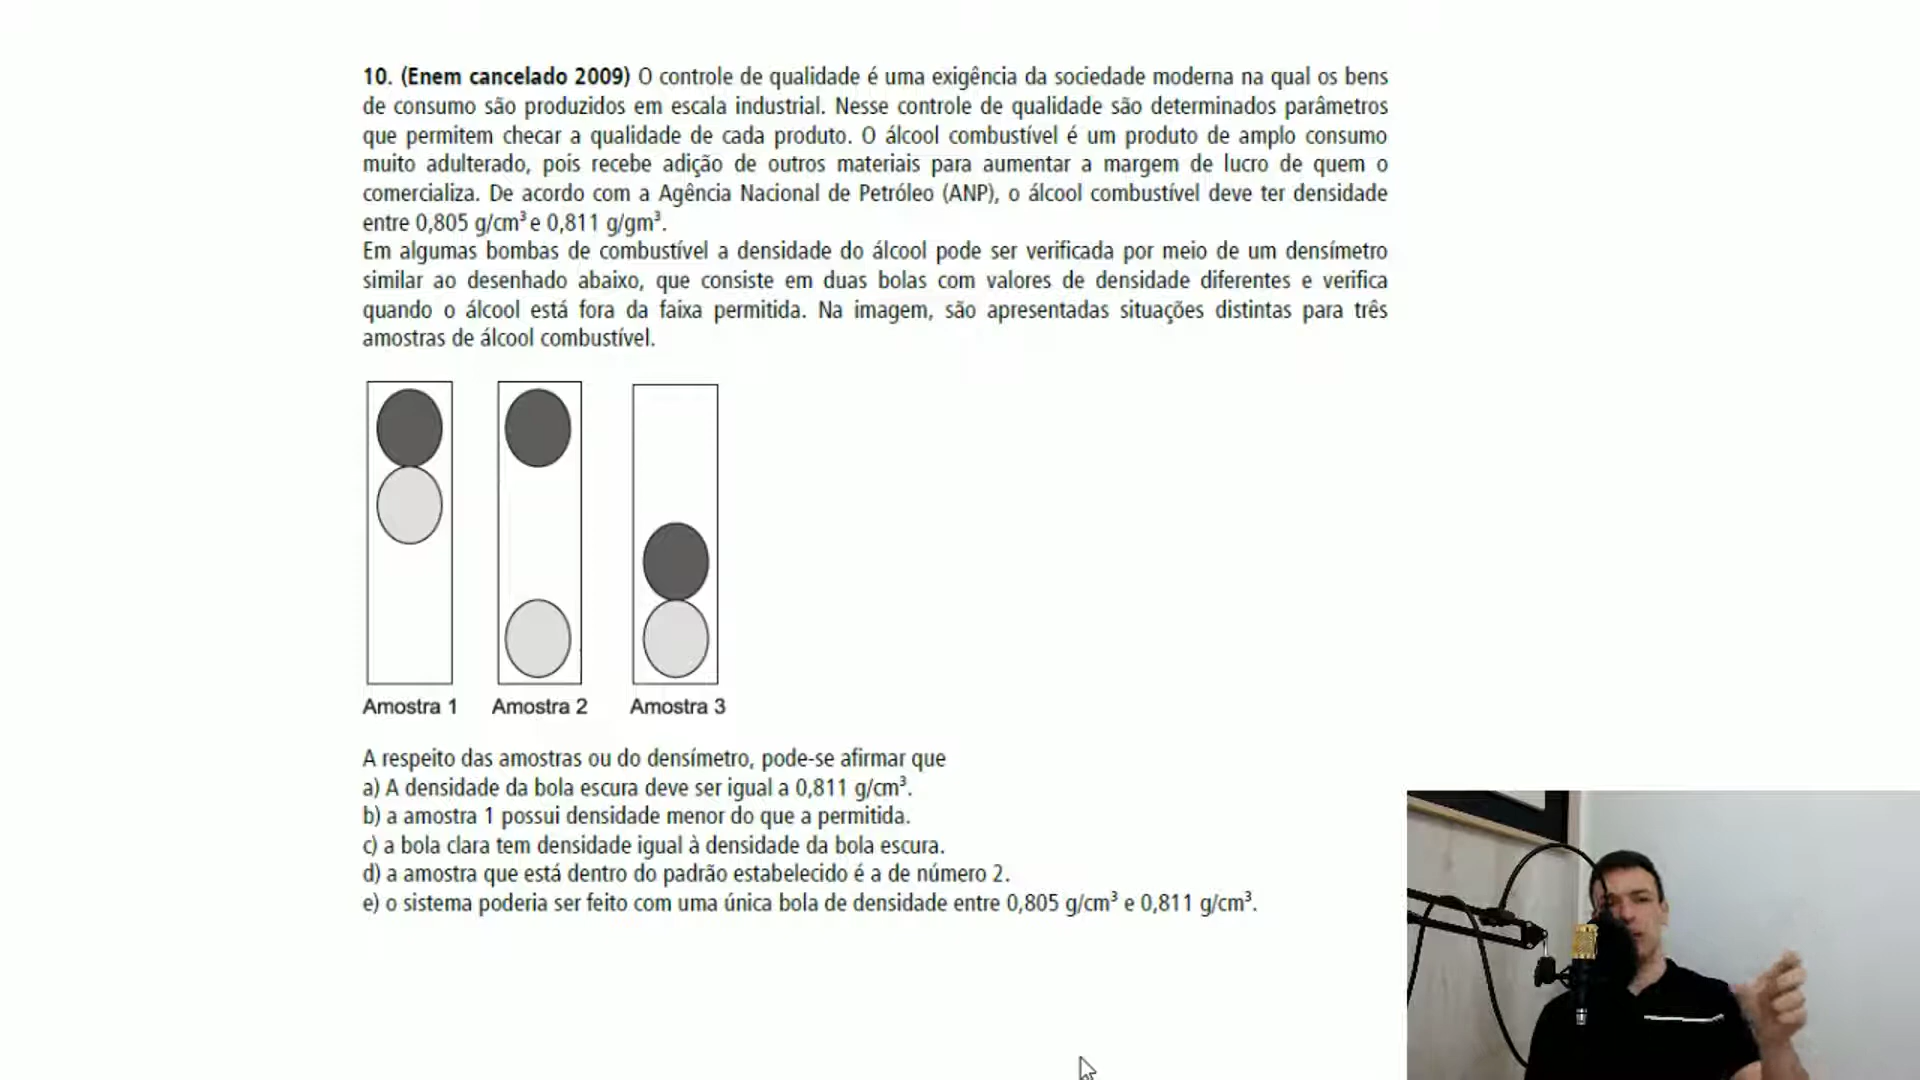 10. (Enem cancelado 2009) O controle de qualidade é uma exigência da sociedade moderna na qual os bens
de consumo são produzidos em escala industrial. Nesse controle de qualidade são determinados parâmetros
que permitem checar a qualidade de cada produto. O álcool combustível é um produto de amplo consumo
muito adulterado, pois recebe adição de outros materiais para aumentar a margem de lucro de quem o
comercializa. De acordo com a Agência Nacional de Petróleo (ANP), o álcool combustível deve ter densidade
entre 0,805 g/cm³ e 0,811 g/gm³.
Em algumas bombas de combustível a densidade do álcool pode ser verificada por meio de um densímetro
similar ao desenhado abaixo, que consiste em duas bolas com valores de densidade diferentes e verifica
quando o álcool está fora da faixa permitida. Na imagem, são apresentadas situações distintas para três
amostras de álcool combustível.
Amostra 1 Amostra 2 Amostra 3
A respeito das amostras ou do densímetro, pode-se afirmar que
a) A densidade da bola escura deve ser igual a 0,811 g/cm³.
b) a amostra 1 possui densidade menor do que a permitida.
c) a bola clara tem densidade igual à densidade da bola escura.
d) a amostra que está dentro do padrão estabelecido é a de número 2.
e) o sistema poderia ser feito com uma única bola de densidade entre 0,805 g/cm³ e 0,811 g/cm³.